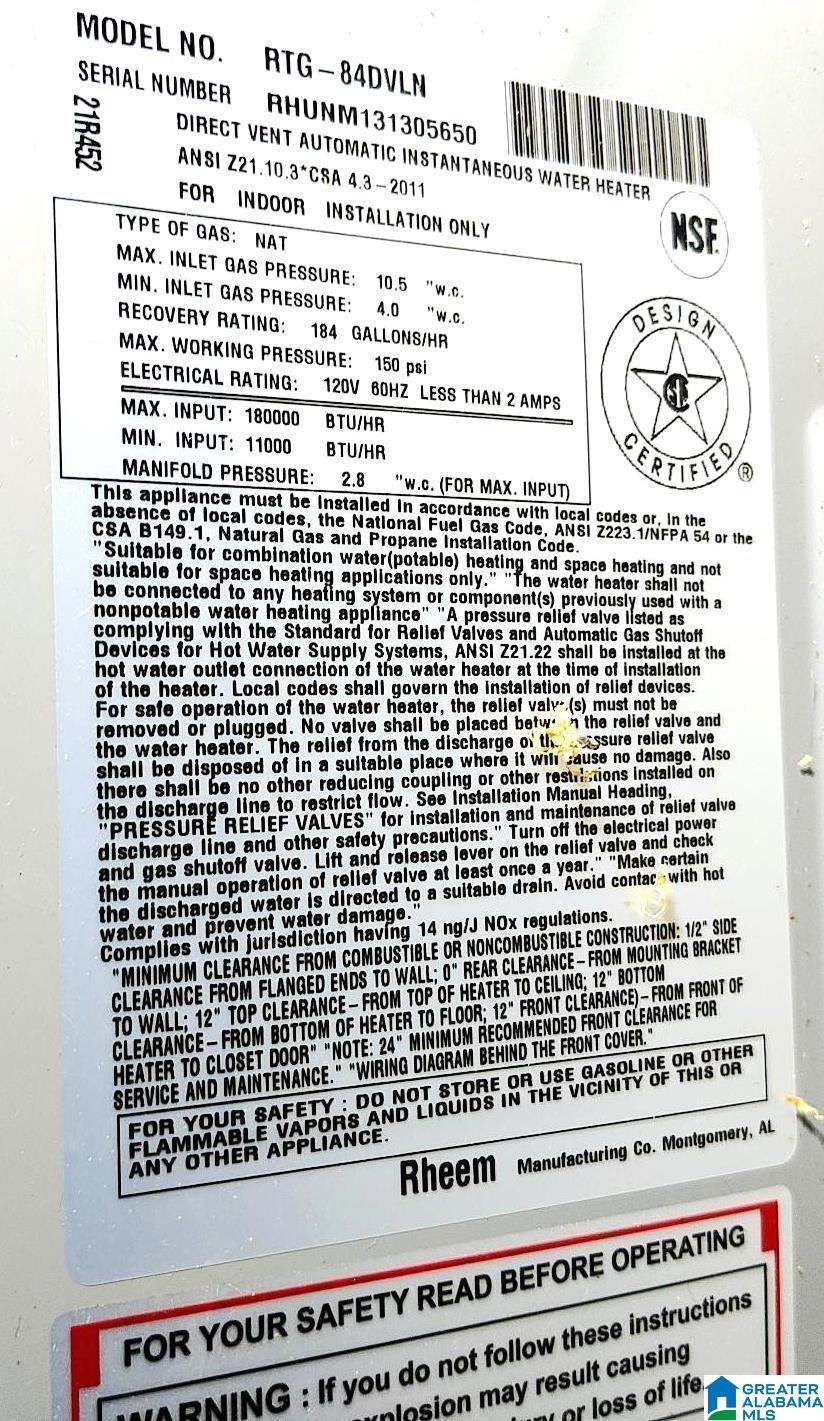 MODEL NO. RTG-84DVLN
SERIAL NUMBER RHUNM131305650
21R452
DIRECT VENT AUTOMATIC INSTANTANEOUS WATER HEATER
ANSI Z21.10.3*CSA 4.3-2011
FOR INDOOR INSTALLATION ONLY
NSF.
TYPE OF GAS: NAT
MAX. INLET GAS PRESSURE: 10.5 "w.c.
MIN. INLET GAS PRESSURE: 4.0 "w.c.
RECOVERY RATING: 184 GALLONS/HR
MAX. WORKING PRESSURE: 150 psi
ELECTRICAL RATING: 120V 60HZ LESS THAN 2 AMPS
MAX. INPUT: 180000 BTU/HR
MIN. INPUT: 11000 BTU/HR
MANIFOLD PRESSURE: 2.8 "w.c. (FOR MAX. INPUT)
DESIGN
CERTIFIED ®
This appliance must be installed in accordance with local codes or, in the
absence of local codes, the National Fuel Gas Code, ANSI Z223.1/NFPA 54 or the
CSA B149.1, Natural Gas and Propane Installation Code.
"Suitable for combination water(potable) heating and space heating and not
suitable for space heating applications only." "The water heater shall not
be connected to any heating system or component(s) previously used with a
nonpotable water heating appliance" "A pressure relief valve listed as
complying with the Standard for Relief Valves and Automatic Gas Shutoff
Devices for Hot Water Supply Systems, ANSI Z21.22 shall be installed at the
hot water outlet connection of the water heater at the time of installation
of the heater. Local codes shall govern the installation of relief devices.
For safe operation of the water heater, the relief valve(s) must not be
removed or plugged. No valve shall be placed between the relief valve and
the water heater. The relief from the discharge of the pressure relief valve
shall be disposed of in a suitable place where it will cause no damage. Also
there shall be no other reducing coupling or other restrictions installed on
the discharge line to restrict flow. See Installation Manual Heading,
"PRESSURE RELIEF VALVES" for installation and maintenance of relief valve
discharge line and other safety precautions." Turn off the electrical power
and gas shutoff valve. Lift and release lever on the relief valve and check
the manual operation of relief valve at least once a year." "Make certain
the discharged water is directed to a suitable drain. Avoid contact with hot
water and prevent water damage."
Complies with jurisdiction having 14 ng/J NOx regulations.
"MINIMUM CLEARANCE FROM COMBUSTIBLE OR NONCOMBUSTIBLE CONSTRUCTION: 1/2" SIDE
CLEARANCE FROM FLANGED ENDS TO WALL; 0" REAR CLEARANCE-FROM MOUNTING BRACKET
TO WALL; 12" TOP CLEARANCE-FROM TOP OF HEATER TO CEILING; 12" BOTTOM
CLEARANCE-FROM BOTTOM OF HEATER TO FLOOR; 12" FRONT CLEARANCE)-FROM FRONT OF
HEATER TO CLOSET DOOR" "NOTE: 24" MINIMUM RECOMMENDED FRONT CLEARANCE FOR
SERVICE AND MAINTENANCE." "WIRING DIAGRAM BEHIND THE FRONT COVER."
FOR YOUR SAFETY : DO NOT STORE OR USE GASOLINE OR OTHER
FLAMMABLE VAPORS AND LIQUIDS IN THE VICINITY OF THIS OR
ANY OTHER APPLIANCE.
Rheem Manufacturing Co. Montgomery, AL
FOR YOUR SAFETY READ BEFORE OPERATING
WARNING : If you do not follow these instructions
explosion may result causing
or loss of life
GREATER
ALABAMA
MLS